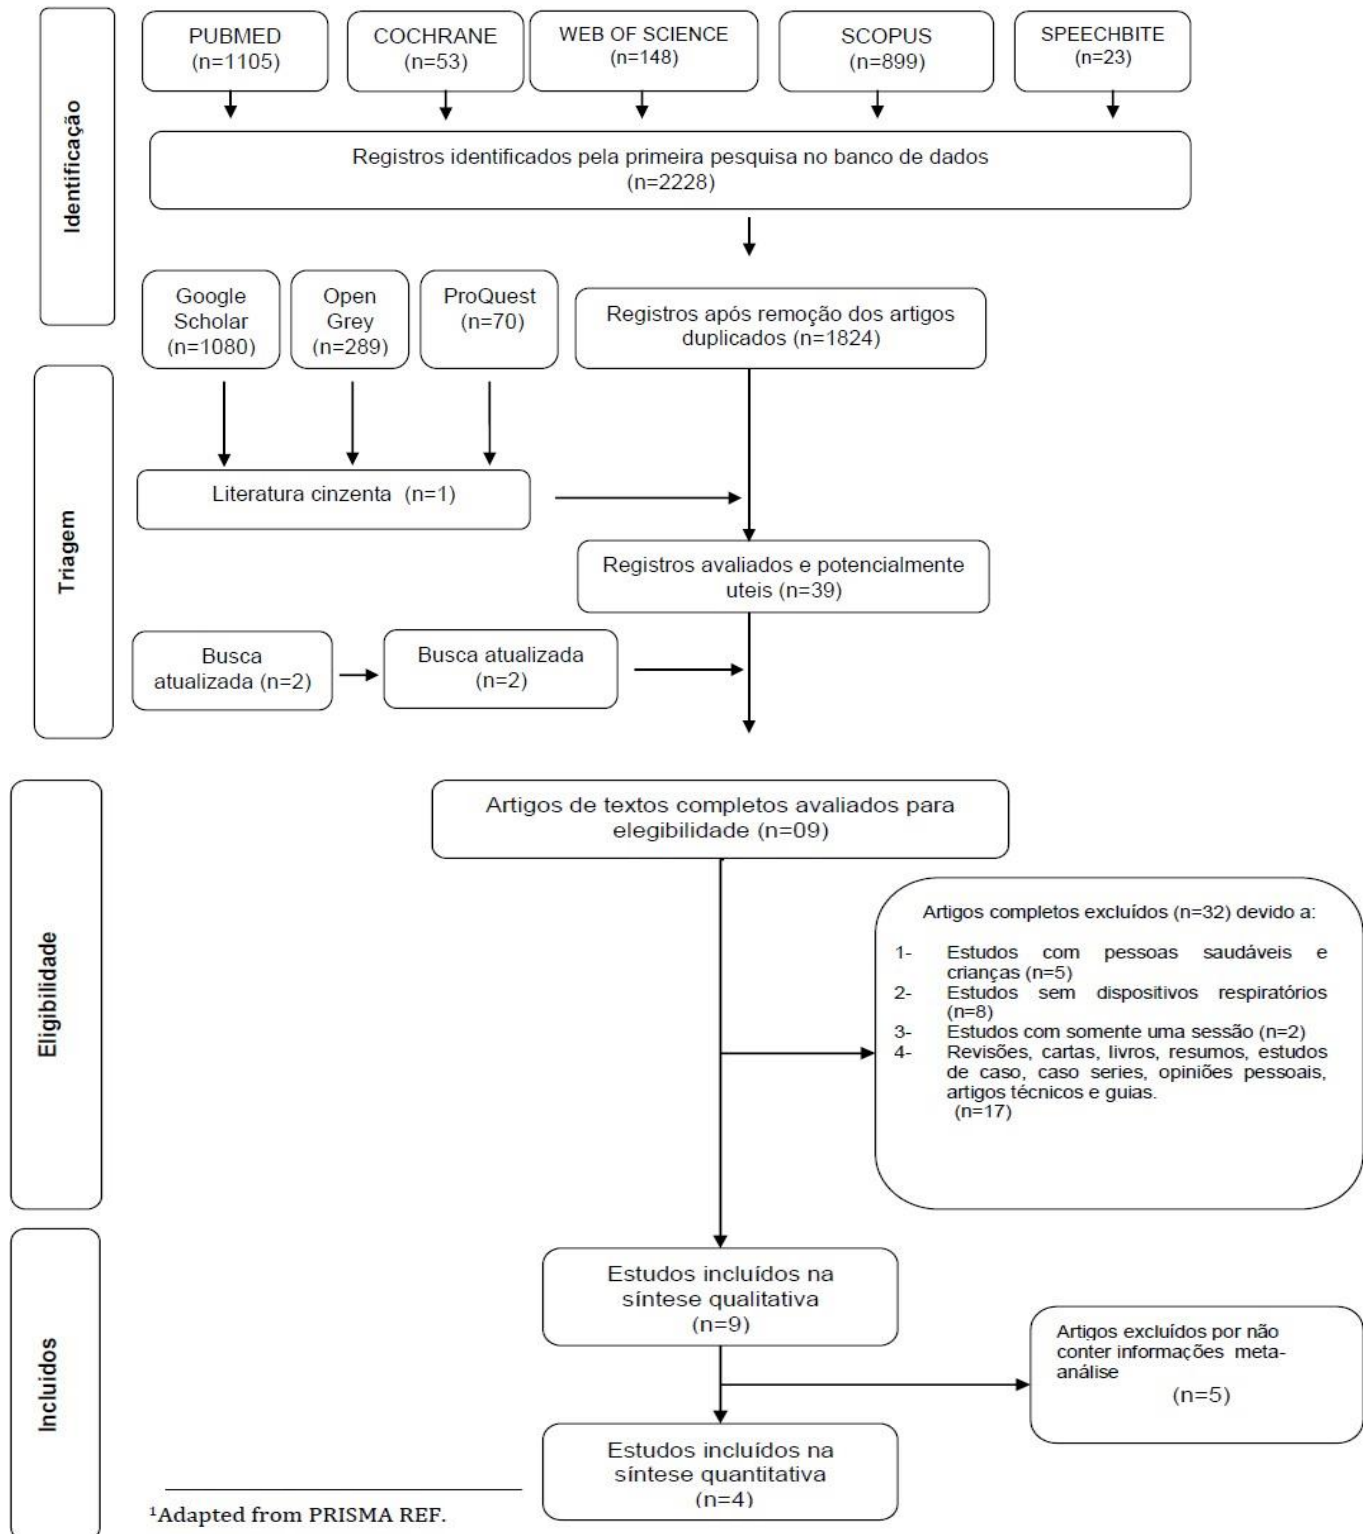 Identificação
PUBMED
(n=1105)
COCHRANE
(n=53)
WEB OF SCIENCE
(n=148)
SCOPUS
(n=899)
SPEECHBITE
(n=23)
Registros identificados pela primeira pesquisa no banco de dados
(n=2228)
Google
Scholar
(n=1080)
Open
Grey
(n=289)
ProQuest
(n=70)
Registros após remoção dos artigos
duplicados (n=1824)
Triagem
Literatura cinzenta (n=1)
Registros avaliados e potencialmente
uteis (n=39)
Busca
atualizada (n=2)
Busca atualizada
(n=2)
Eligibilidade
Artigos de textos completos avaliados para
elegibilidade (n=09)
Artigos completos excluídos (n=32) devido a:
1- Estudos com pessoas saudáveis e
crianças (n=5)
2- Estudos sem dispositivos respiratórios
(n=8)
3- Estudos com somente uma sessão (n=2)
4- Revisões, cartas, livros, resumos, estudos
de caso, caso series, opiniões pessoais,
artigos técnicos e guias.
(n=17)
Incluídos
Estudos incluídos na
síntese qualitativa
(n=9)
Artigos excluídos por não
conter informações meta-
análise
(n=5)
Estudos incluídos na
síntese quantitativa
(n=4)
¹Adapted from PRISMA REF.